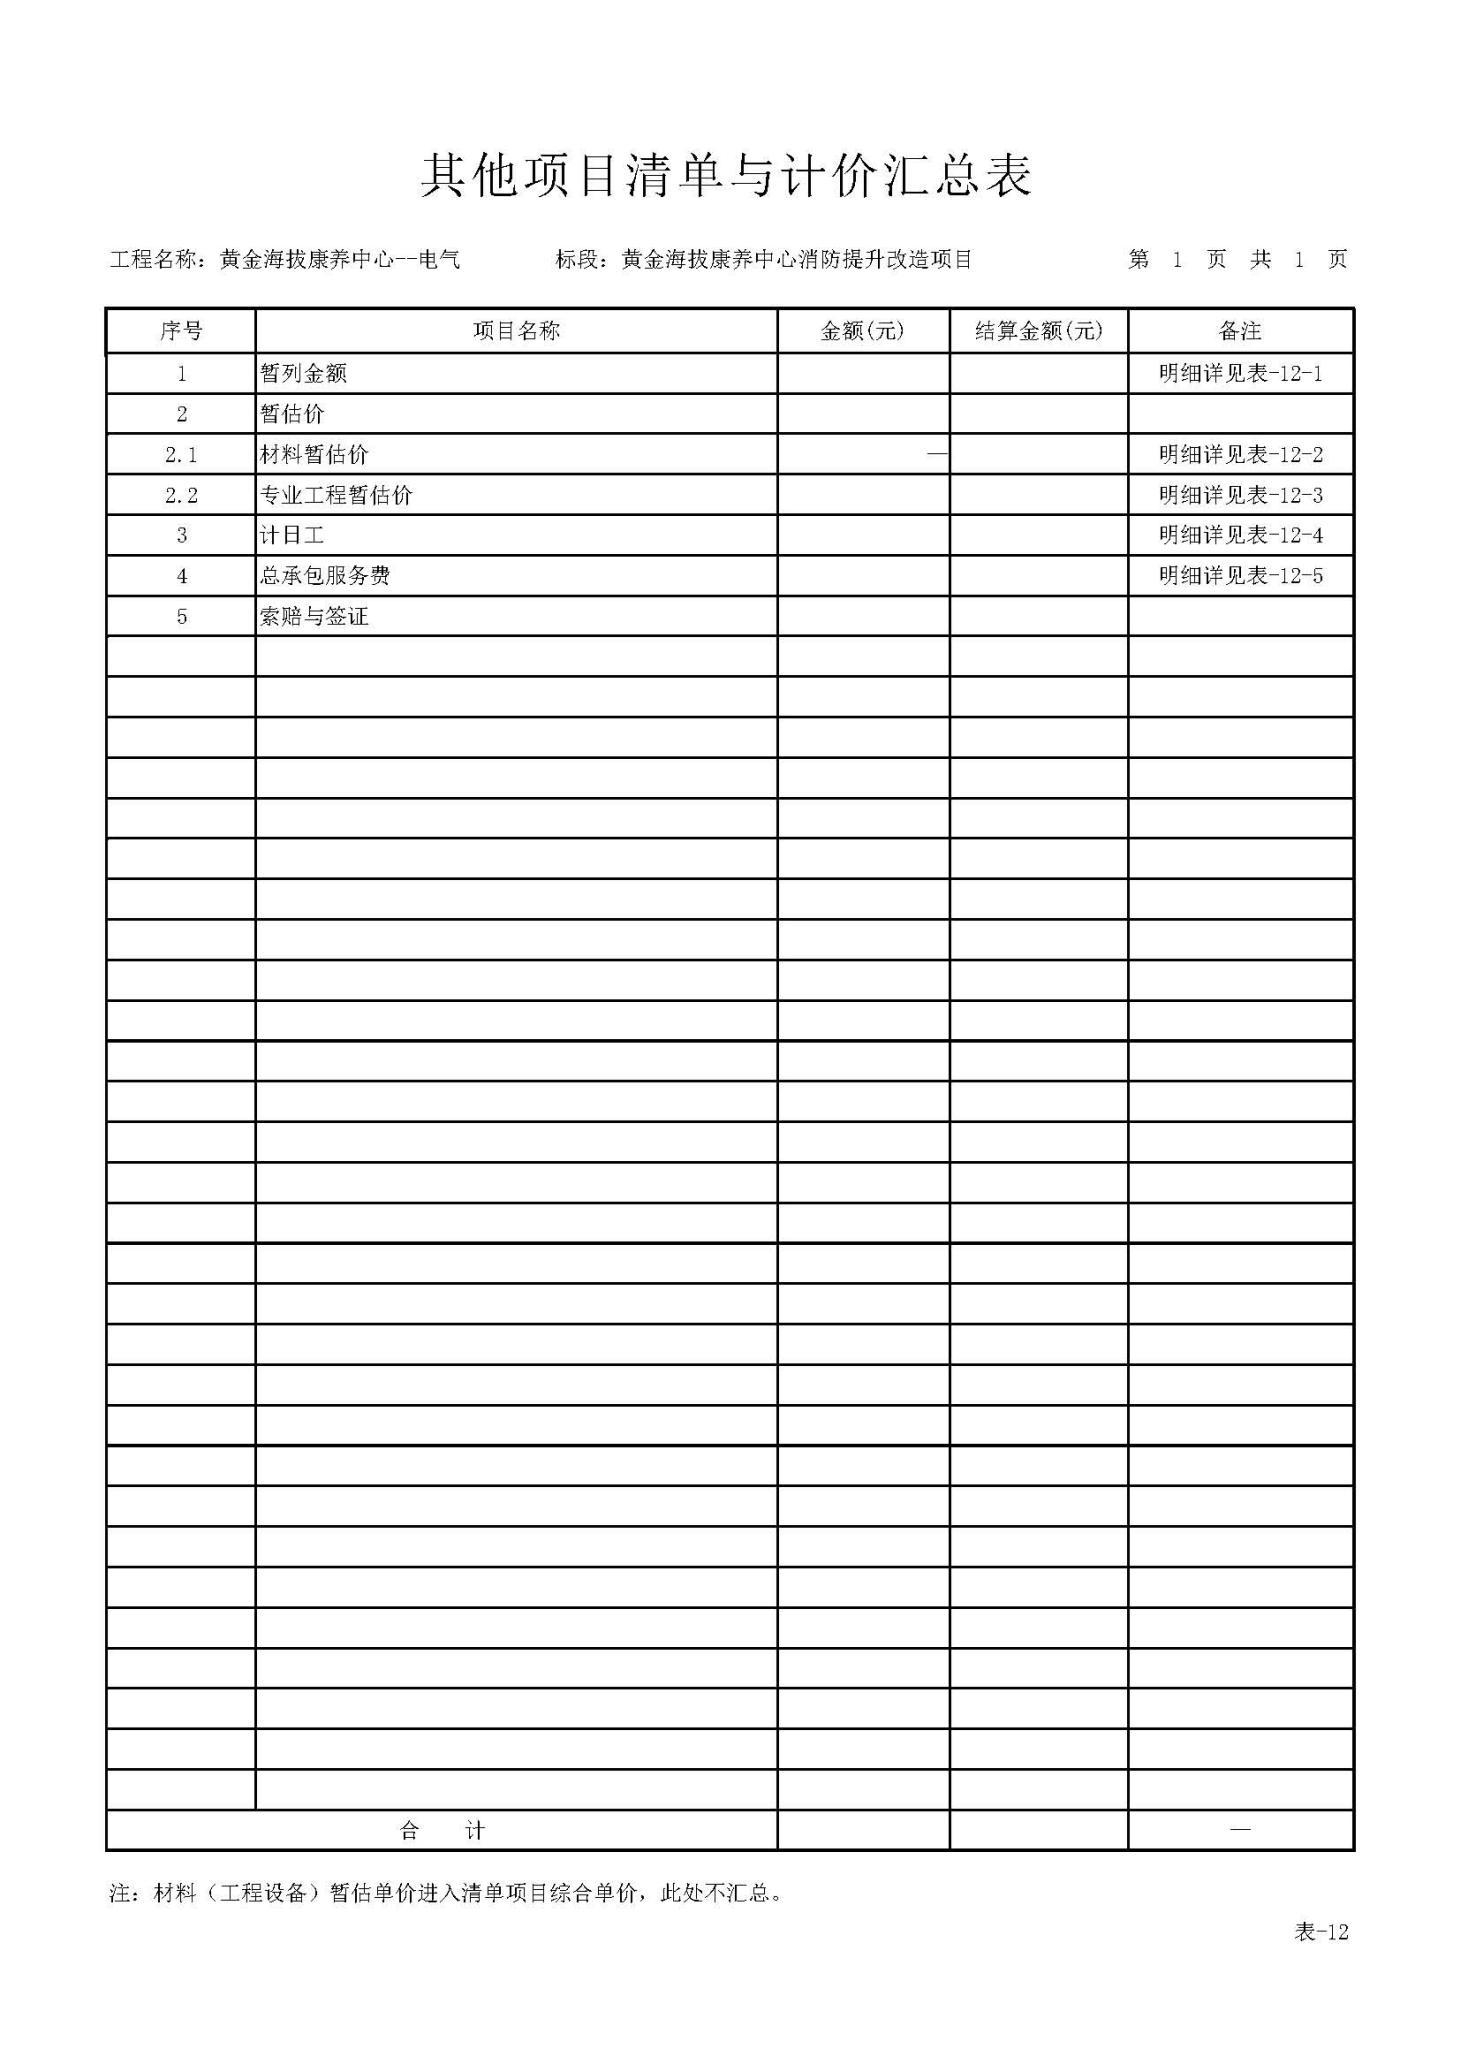 其他项目清单与计价汇总表
工程名称：黄金海拔康养中心--电气 标段：黄金海拔康养中心消防提升改造项目 第 1 页 共 1 页
序号 项目名称 金额(元) 结算金额(元) 备注
1 暂列金额 明细详见表-12-1
2 暂估价
2.1 材料暂估价 — 明细详见表-12-2
2.2 专业工程暂估价 明细详见表-12-3
3 计日工 明细详见表-12-4
4 总承包服务费 明细详见表-12-5
5 索赔与签证
合 计 —
注：材料（工程设备）暂估单价进入清单项目综合单价，此处不汇总。
表-12